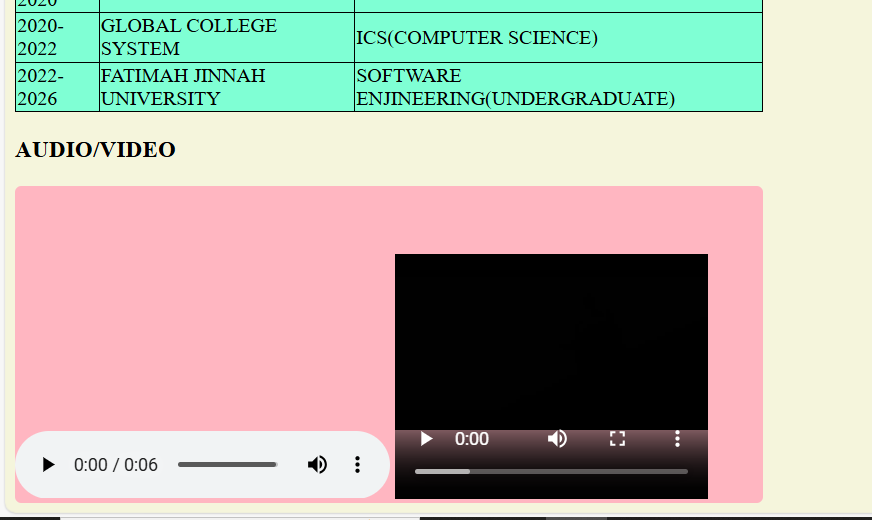 2020
2020- GLOBAL COLLEGE
2022 SYSTEM ICS(COMPUTER SCIENCE)
2022- FATIMAH JINNAH SOFTWARE
2026 UNIVERSITY ENJINEERING(UNDERGRADUATE)
AUDIO/VIDEO
0:00 / 0:06
0:00